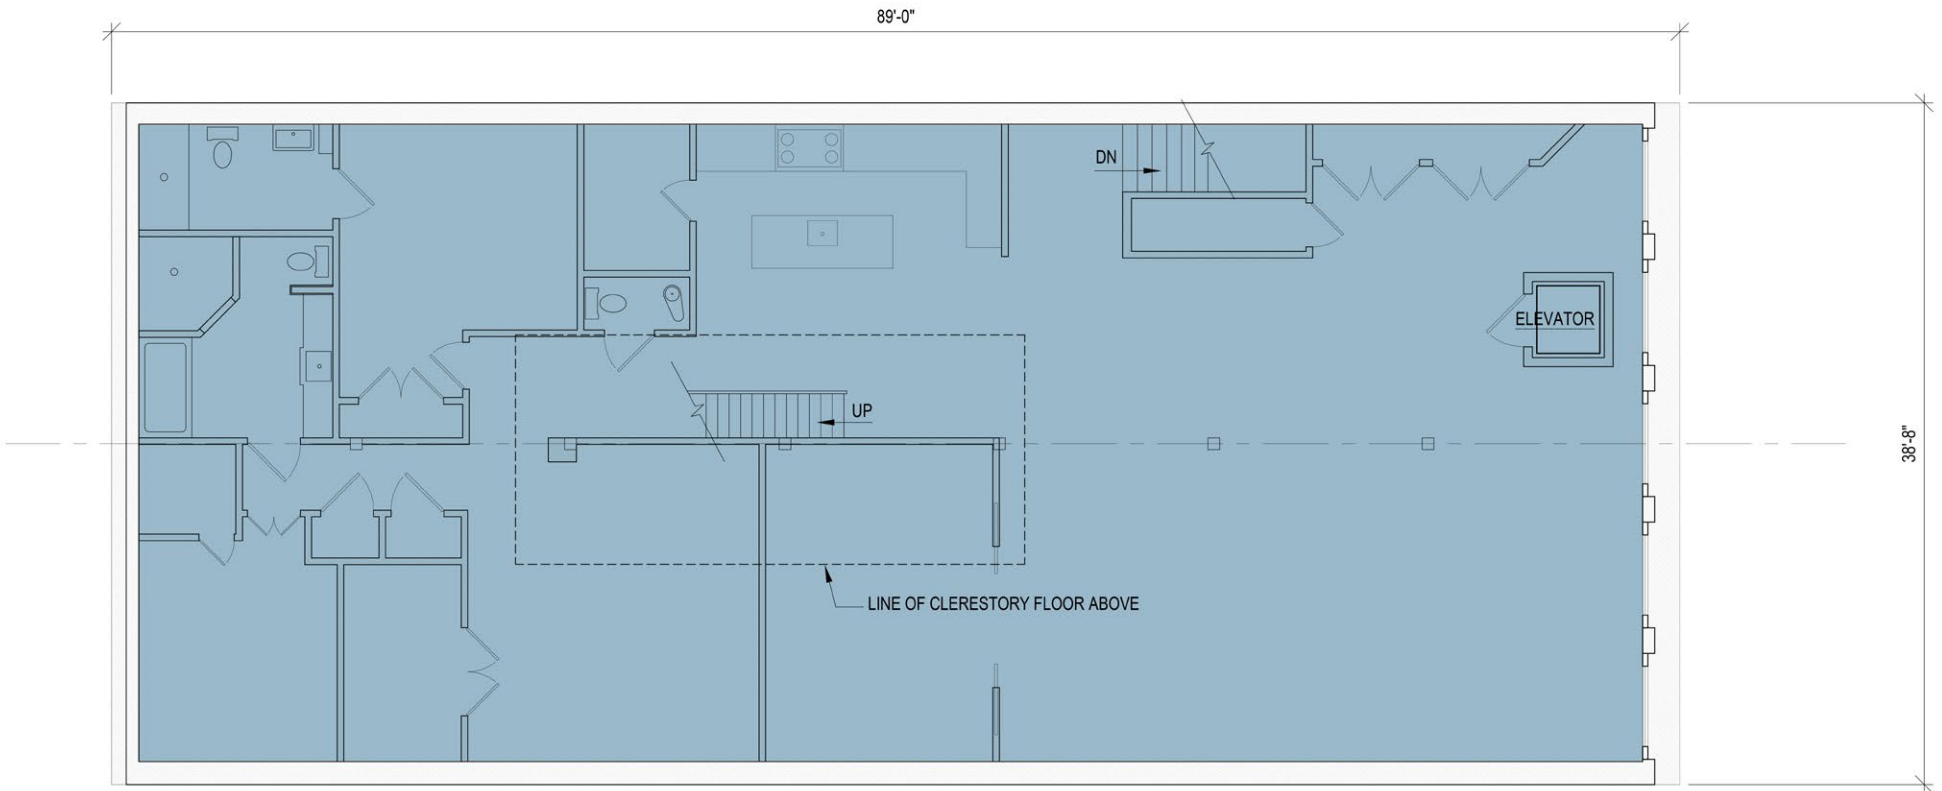 89'-0"
DN
ELEVATOR
UP
38'-8"
LINE OF CLERESTORY FLOOR ABOVE